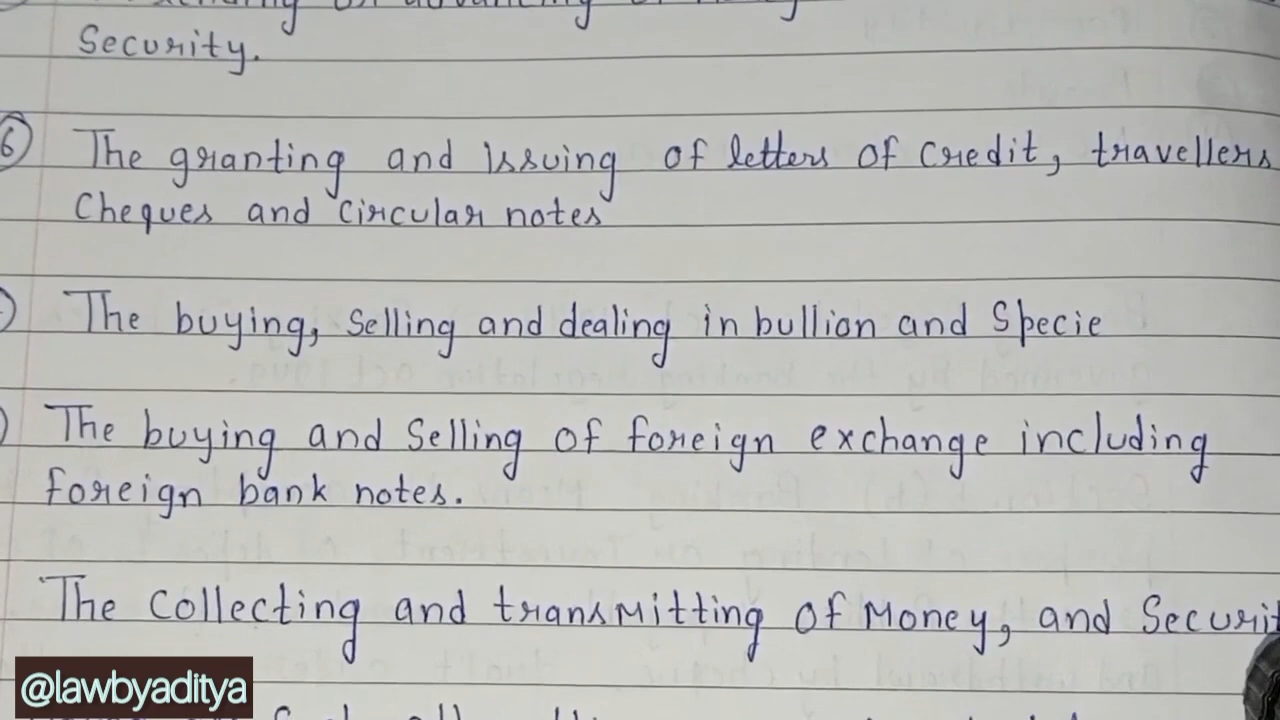 Security.
6 The granting and issuing of letters of credit, travellers
Cheques and circular notes
The buying, selling and dealing in bullion and Specie
The buying and Selling of foreign exchange including
foreign bank notes.
The collecting and transmitting of Money, and Securit
@lawbyaditya